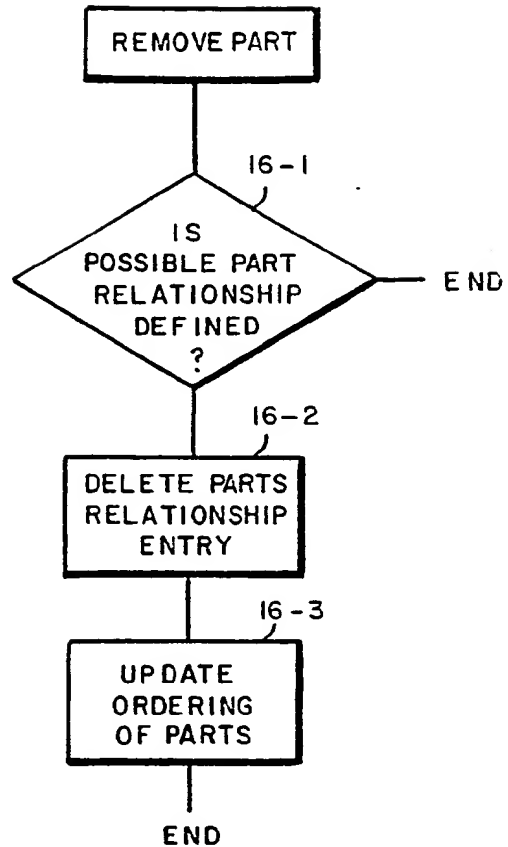 REMOVE PART
16-1
IS
POSSIBLE PART
RELATIONSHIP
DEFINED
?
END
16-2
DELETE PARTS
RELATIONSHIP
ENTRY
16-3
UPDATE
ORDERING
OF PARTS
END